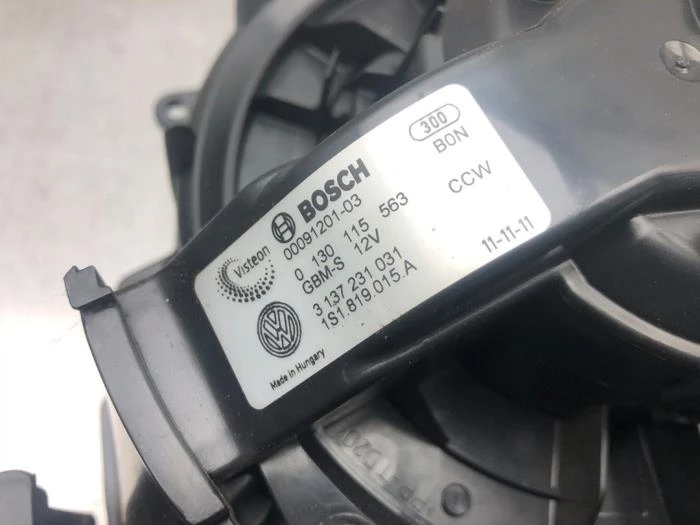 BOSCH
Visteon
00091201-03
0 130 115 563
GBM-S 12V
3 137 231 031
1S1.819.015.A
Made in Hungary
300
B0N
CCW
11-11-11